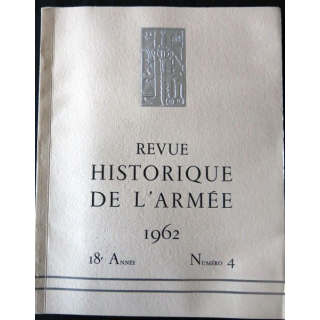 REVUE
HISTORIQUE
DE L'ARMÉE
1962
18e ANNÉE NUMÉRO 4